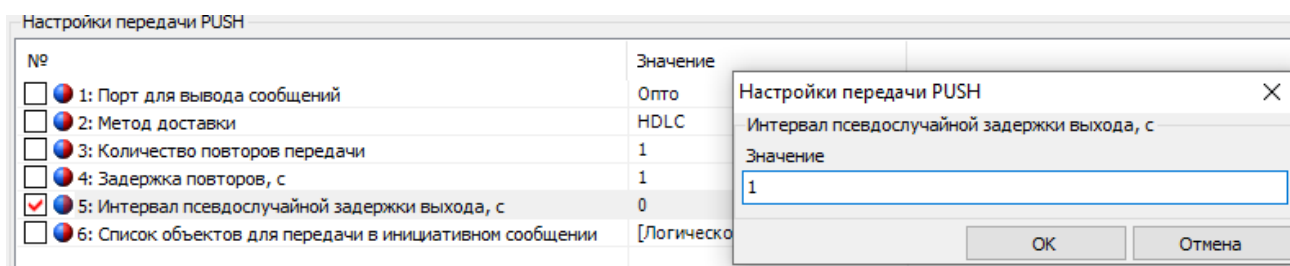 Настройки передачи PUSH
№ Значение
1: Порт для вывода сообщений Опто
2: Метод доставки HDLC
3: Количество повторов передачи 1
4: Задержка повторов, с 1
5: Интервал псевдослучайной задержки выхода, с 0
6: Список объектов для передачи в инициативном сообщении [Логическо
Настройки передачи PUSH
Интервал псевдослучайной задержки выхода, с
Значение
1
OK Отмена